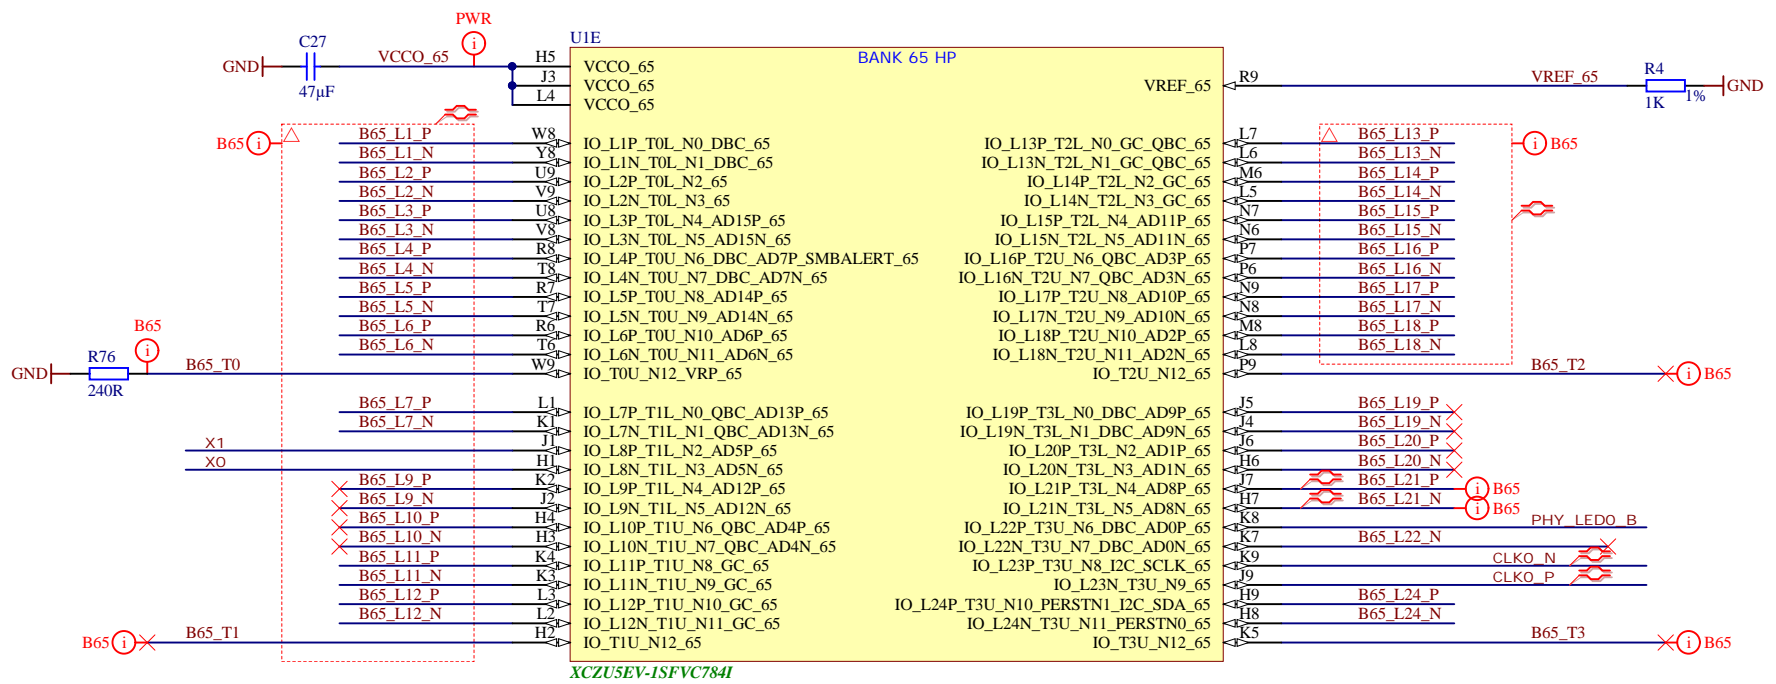 PWR
C27
U1E
GND
VCCO_65
H5
VCCO_65
BANK 65 HP
47µF
J3
VCCO_65
VREF_65
R9
VREF_65
R4
GND
L4
VCCO_65
1K
1%
B65
B65_L1_P
W8
IO_L1P_T0L_N0_DBC_65
IO_L13P_T2L_N0_GC_QBC_65
L7
B65_L13_P
B65
B65_L1_N
Y8
IO_L1N_T0L_N1_DBC_65
IO_L13N_T2L_N1_GC_QBC_65
L6
B65_L13_N
B65_L2_P
U9
IO_L2P_T0L_N2_65
IO_L14P_T2L_N2_GC_65
M6
B65_L14_P
B65_L2_N
V9
IO_L2N_T0L_N3_65
IO_L14N_T2L_N3_GC_65
L5
B65_L14_N
B65_L3_P
U8
IO_L3P_T0L_N4_AD15P_65
IO_L15P_T2L_N4_AD11P_65
N7
B65_L15_P
B65_L3_N
V8
IO_L3N_T0L_N5_AD15N_65
IO_L15N_T2L_N5_AD11N_65
N6
B65_L15_N
B65_L4_P
R8
IO_L4P_T0U_N6_DBC_AD7P_SMBALERT_65
IO_L16P_T2U_N6_QBC_AD3P_65
P7
B65_L16_P
B65_L4_N
T8
IO_L4N_T0U_N7_DBC_AD7N_65
IO_L16N_T2U_N7_QBC_AD3N_65
P6
B65_L16_N
B65_L5_P
R7
IO_L5P_T0U_N8_AD14P_65
IO_L17P_T2U_N8_AD10P_65
N9
B65_L17_P
B65_L5_N
T7
IO_L5N_T0U_N9_AD14N_65
IO_L17N_T2U_N9_AD10N_65
N8
B65_L17_N
B65
B65_L6_P
R6
IO_L6P_T0U_N10_AD6P_65
IO_L18P_T2U_N10_AD2P_65
M8
B65_L18_P
R76
B65_L6_N
T6
IO_L6N_T0U_N11_AD6N_65
IO_L18N_T2U_N11_AD2N_65
L8
B65_L18_N
GND
B65_T0
W9
IO_T0U_N12_VRP_65
IO_T2U_N12_65
P9
B65_T2
B65
240R
B65_L7_P
L1
IO_L7P_T1L_N0_QBC_AD13P_65
IO_L19P_T3L_N0_DBC_AD9P_65
J5
B65_L19_P
B65_L7_N
K1
IO_L7N_T1L_N1_QBC_AD13N_65
IO_L19N_T3L_N1_DBC_AD9N_65
J4
B65_L19_N
X1
J1
IO_L8P_T1L_N2_AD5P_65
IO_L20P_T3L_N2_AD1P_65
J6
B65_L20_P
X0
H1
IO_L8N_T1L_N3_AD5N_65
IO_L20N_T3L_N3_AD1N_65
H6
B65_L20_N
B65_L9_P
K2
IO_L9P_T1L_N4_AD12P_65
IO_L21P_T3L_N4_AD8P_65
J7
B65_L21_P
B65
B65_L9_N
J2
IO_L9N_T1L_N5_AD12N_65
IO_L21N_T3L_N5_AD8N_65
H7
B65_L21_N
B65
B65_L10_P
H4
IO_L10P_T1U_N6_QBC_AD4P_65
IO_L22P_T3U_N6_DBC_AD0P_65
K8
PHY_LED0_B
B65_L10_N
H3
IO_L10N_T1U_N7_QBC_AD4N_65
IO_L22N_T3U_N7_DBC_AD0N_65
K7
B65_L22_N
B65_L11_P
K4
IO_L11P_T1U_N8_GC_65
IO_L23P_T3U_N8_I2C_SCLK_65
K9
CLK0_N
B65_L11_N
K3
IO_L11N_T1U_N9_GC_65
IO_L23N_T3U_N9_65
J9
CLK0_P
B65_L12_P
L3
IO_L12P_T1U_N10_GC_65
IO_L24P_T3U_N10_PERSTN1_I2C_SDA_65
H9
B65_L24_P
B65_L12_N
L2
IO_L12N_T1U_N11_GC_65
IO_L24N_T3U_N11_PERSTN0_65
H8
B65_L24_N
B65
B65_T1
H2
IO_T1U_N12_65
IO_T3U_N12_65
K5
B65_T3
B65
XCZU5EV-1SFVC784I